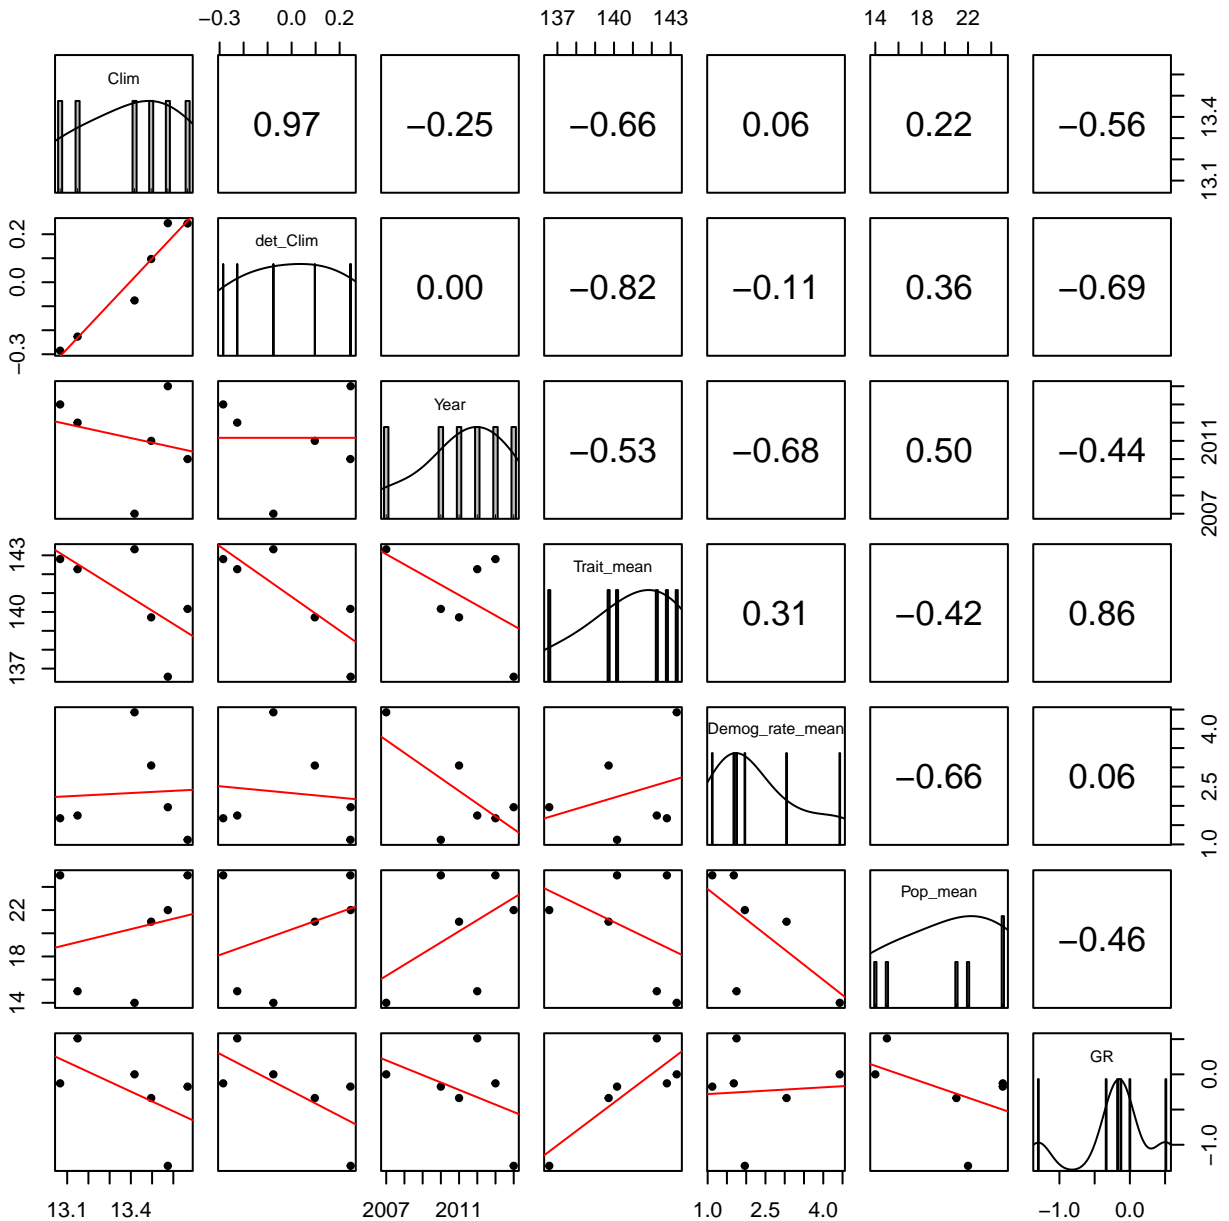 −0.3 0.0 0.2 137 140 143 14 18 22
Clim 0.97 −0.25 −0.66 0.06 0.22 −0.56 13.1 13.4
−0.3 0.0 0.2 det_Clim 0.00 −0.82 −0.11 0.36 −0.69
Year −0.53 −0.68 0.50 −0.44 2007 2011
137 140 143 Trait_mean 0.31 −0.42 0.86
Demog_rate_mean −0.66 0.06 1.0 2.5 4.0
14 18 22 Pop_mean −0.46
GR −1.0 0.0
13.1 13.4 2007 2011 1.0 2.5 4.0 −1.0 0.0